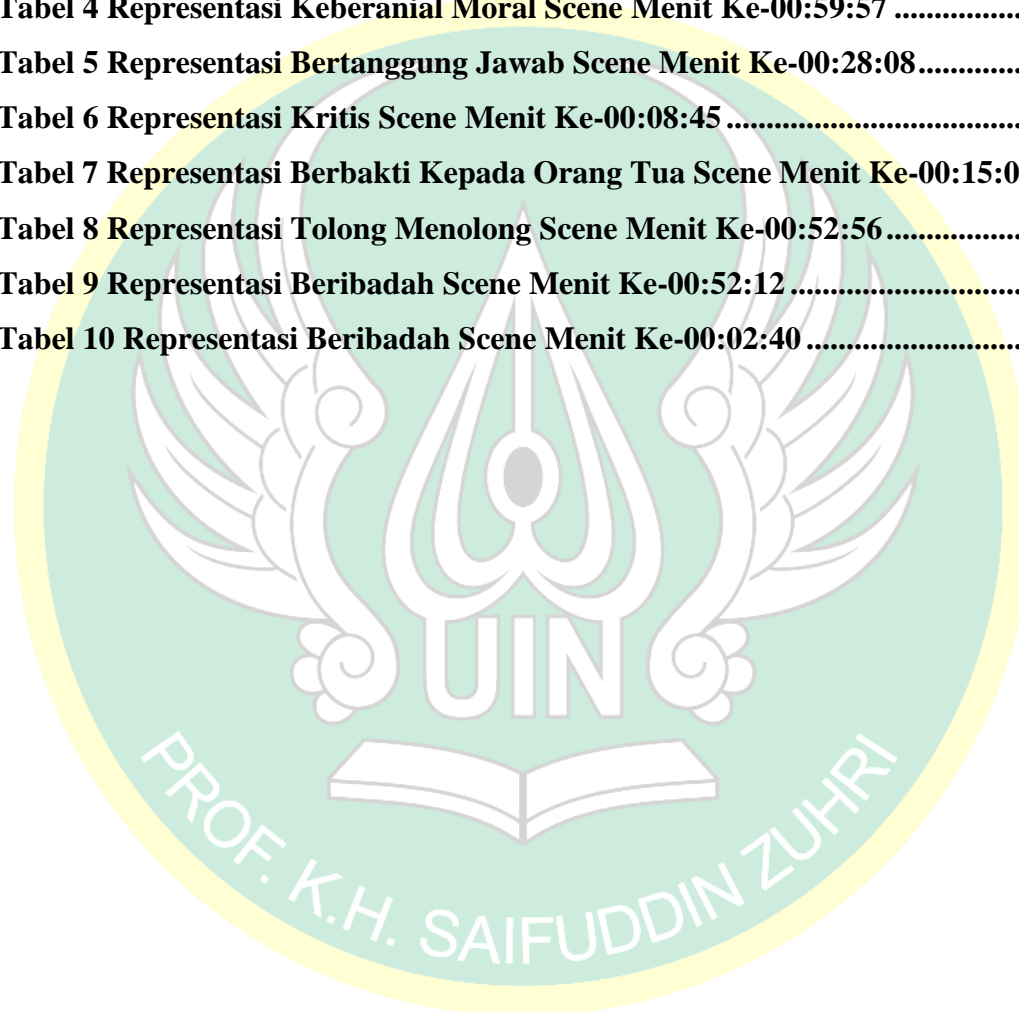 Tabel 4 Representasi Keberanial Moral Scene Menit Ke-00:59:57 ................
Tabel 5 Representasi Bertanggung Jawab Scene Menit Ke-00:28:08.............
Tabel 6 Representasi Kritis Scene Menit Ke-00:08:45 .....................................
Tabel 7 Representasi Berbakti Kepada Orang Tua Scene Menit Ke-00:15:0
Tabel 8 Representasi Tolong Menolong Scene Menit Ke-00:52:56.................
Tabel 9 Representasi Beribadah Scene Menit Ke-00:52:12 .............................
Tabel 10 Representasi Beribadah Scene Menit Ke-00:02:40 ...........................
UIN
PROF. K.H. SAIFUDDIN ZUHRI